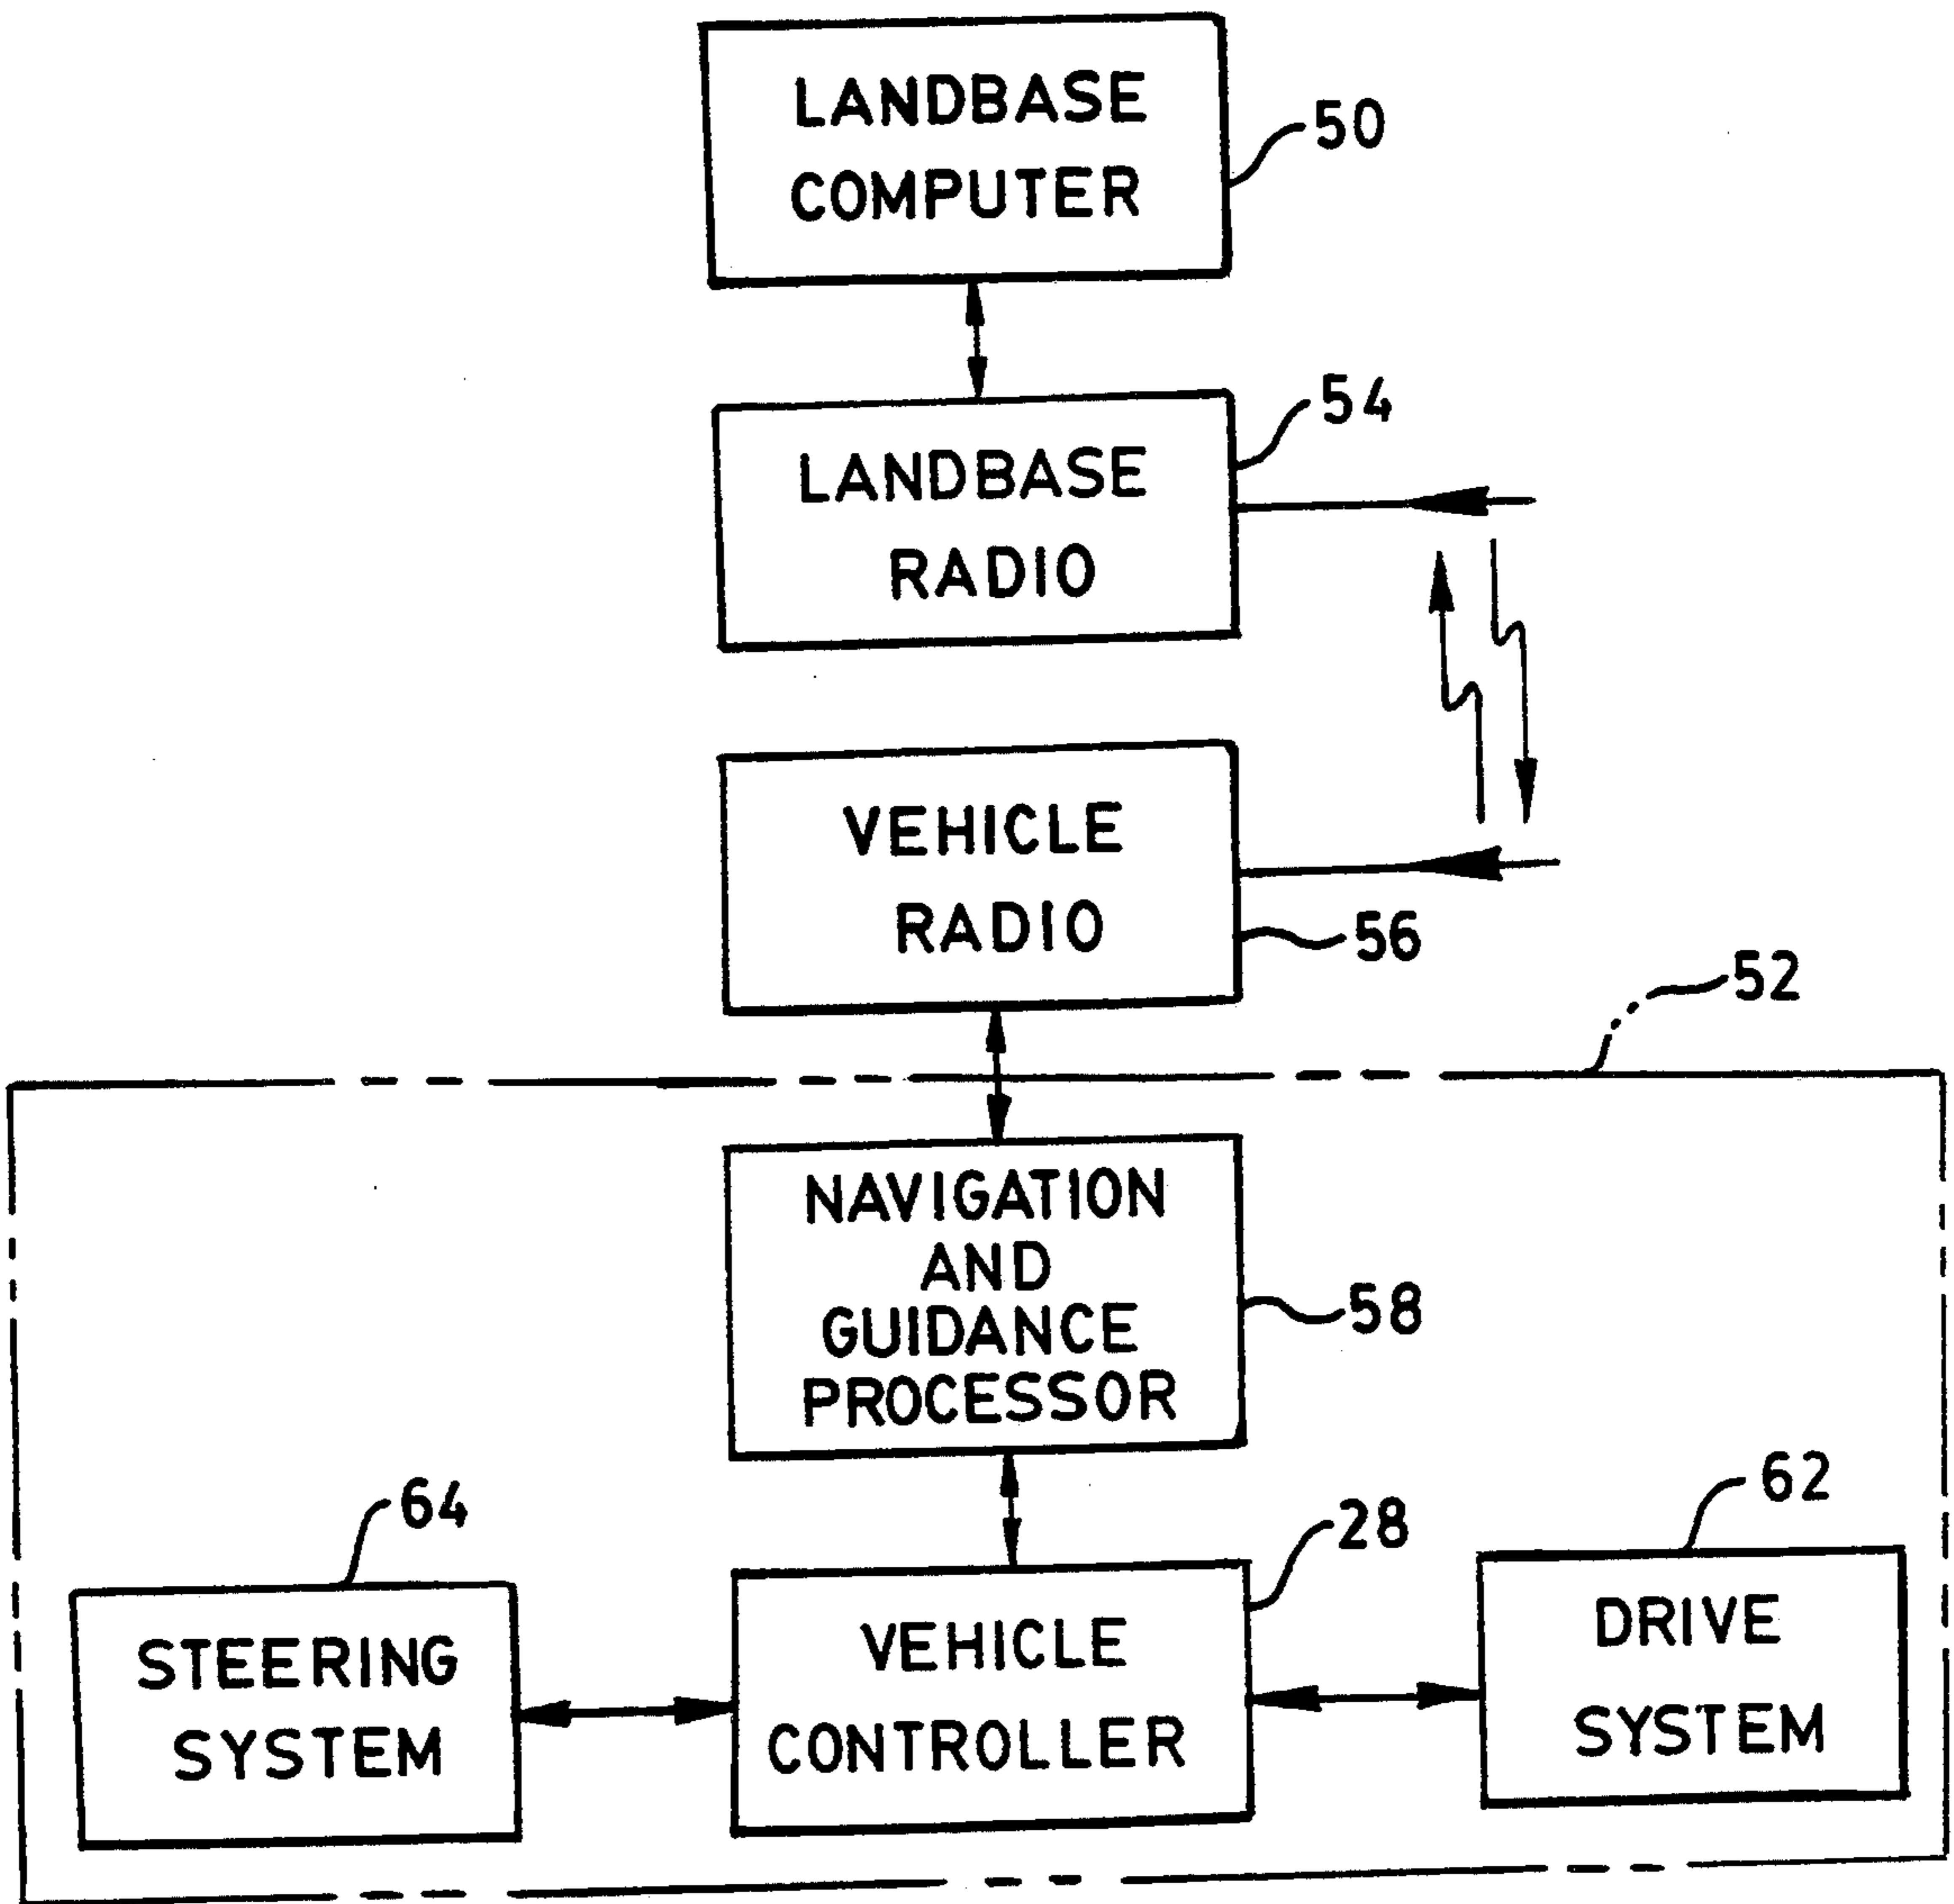 LANDBASE
COMPUTER
50
LANDBASE
RADIO
54
VEHICLE
RADIO
56
52
NAVIGATION
AND
GUIDANCE
PROCESSOR
58
64
STEERING
SYSTEM
28
VEHICLE
CONTROLLER
62
DRIVE
SYSTEM